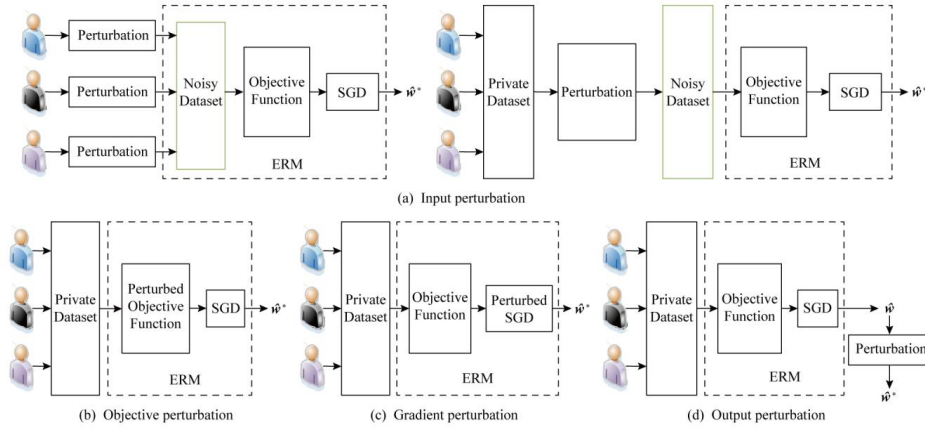 Perturbation
Perturbation
Perturbation
Noisy
Dataset
Objective
Function
SGD
ŵ*
ERM
Private
Dataset
Perturbation
Noisy
Dataset
Objective
Function
SGD
ŵ*
ERM
(a) Input perturbation
Private
Dataset
Perturbed
Objective
Function
SGD
ŵ*
ERM
(b) Objective perturbation
Private
Dataset
Objective
Function
Perturbed
SGD
ŵ*
ERM
(c) Gradient perturbation
Private
Dataset
Objective
Function
SGD
ŵ
Perturbation
ŵ*
ERM
(d) Output perturbation